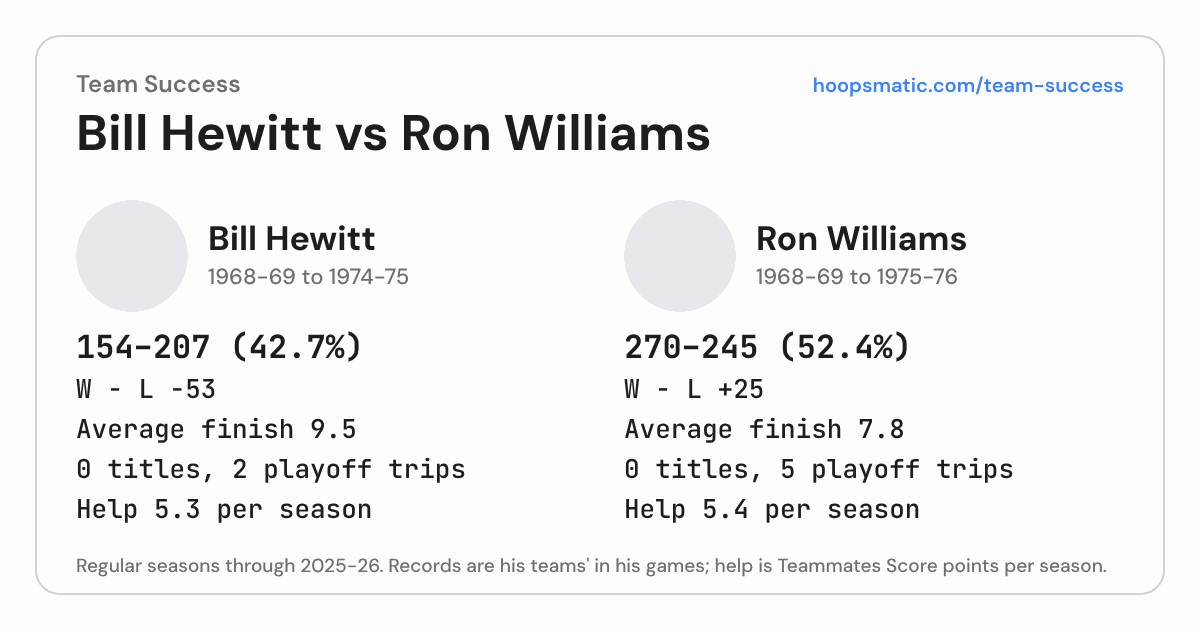 Team Success
hoopsmatic.com/team-success
Bill Hewitt vs Ron Williams
Bill Hewitt
1968-69 to 1974-75
154-207 (42.7%)
W - L -53
Average finish 9.5
0 titles, 2 playoff trips
Help 5.3 per season
Ron Williams
1968-69 to 1975-76
270-245 (52.4%)
W - L +25
Average finish 7.8
0 titles, 5 playoff trips
Help 5.4 per season
Regular seasons through 2025-26. Records are his teams' in his games; help is Teammates Score points per season.